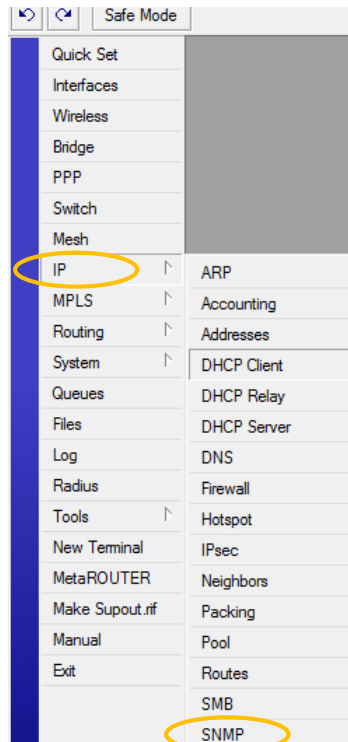 Safe Mode
Quick Set
Interfaces
Wireless
Bridge
PPP
Switch
Mesh
IP
MPLS
Routing
System
Queues
Files
Log
Radius
Tools
New Terminal
MetaROUTER
Make Supout.rif
Manual
Exit
ARP
Accounting
Addresses
DHCP Client
DHCP Relay
DHCP Server
DNS
Firewall
Hotspot
IPsec
Neighbors
Packing
Pool
Routes
SMB
SNMP